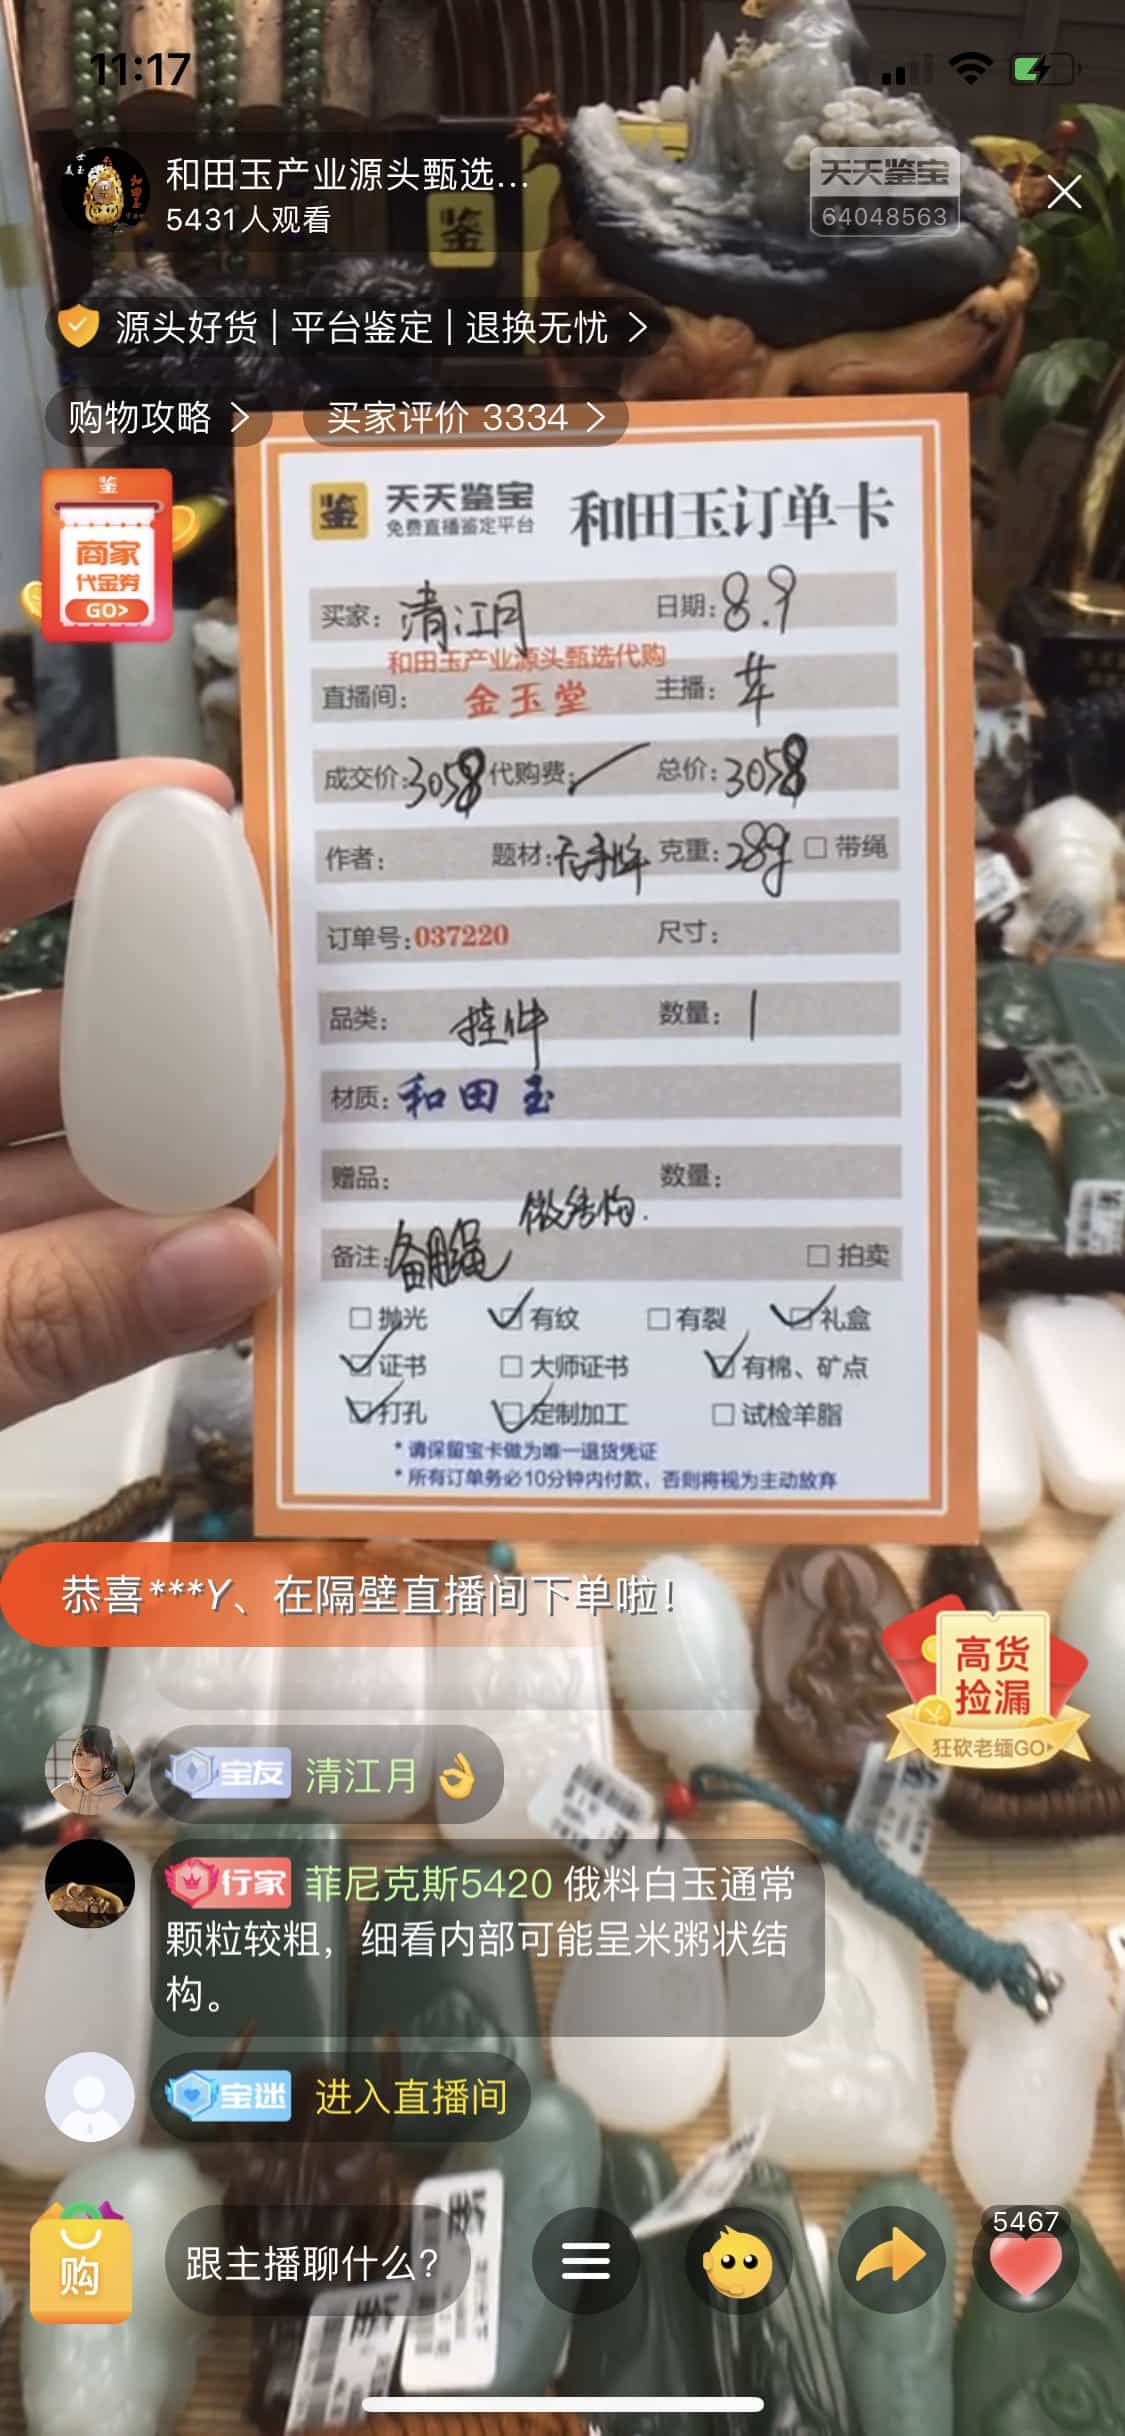 11:17
和田玉产业源头甄选...
5431人观看
天天鉴宝
64048563
鉴
源头好货 | 平台鉴定 | 退换无忧 >
购物攻略 >
买家评价 3334 >
鉴
商家
代金券
GO>
鉴 天天鉴宝
免费直播鉴定平台
和田玉订单卡
买家: 清江月 日期: 8.9
和田玉产业源头甄选代购
直播间: 金玉堂 主播:
成交价: 3058 代购费: 总价: 3058
作者: 题材: 克重: 28g □ 带绳
订单号: 037220 尺寸:
品类: 挂件 数量: 1
材质: 和田玉
赠品: 数量:
微结构.
备注: 备 绳 □ 拍卖
□ 抛光 ☑ 有纹 □ 有裂 ☑ 礼盒
☑ 证书 □ 大师证书 ☑ 有棉、矿点
☑ 打孔 ☑ 定制加工 □ 试检羊脂
*请保留宝卡做为唯一退货凭证
*所有订单务必10分钟内付款，否则将视为主动放弃
恭喜***Y、在隔壁直播间下单啦!
高货
捡漏
狂砍老缅GO
宝友 清江月 👌
行家 菲尼克斯5420 俄料白玉通常
颗粒较粗，细看内部可能呈米粥状结
构。
宝迷 进入直播间
购
跟主播聊什么?
5467